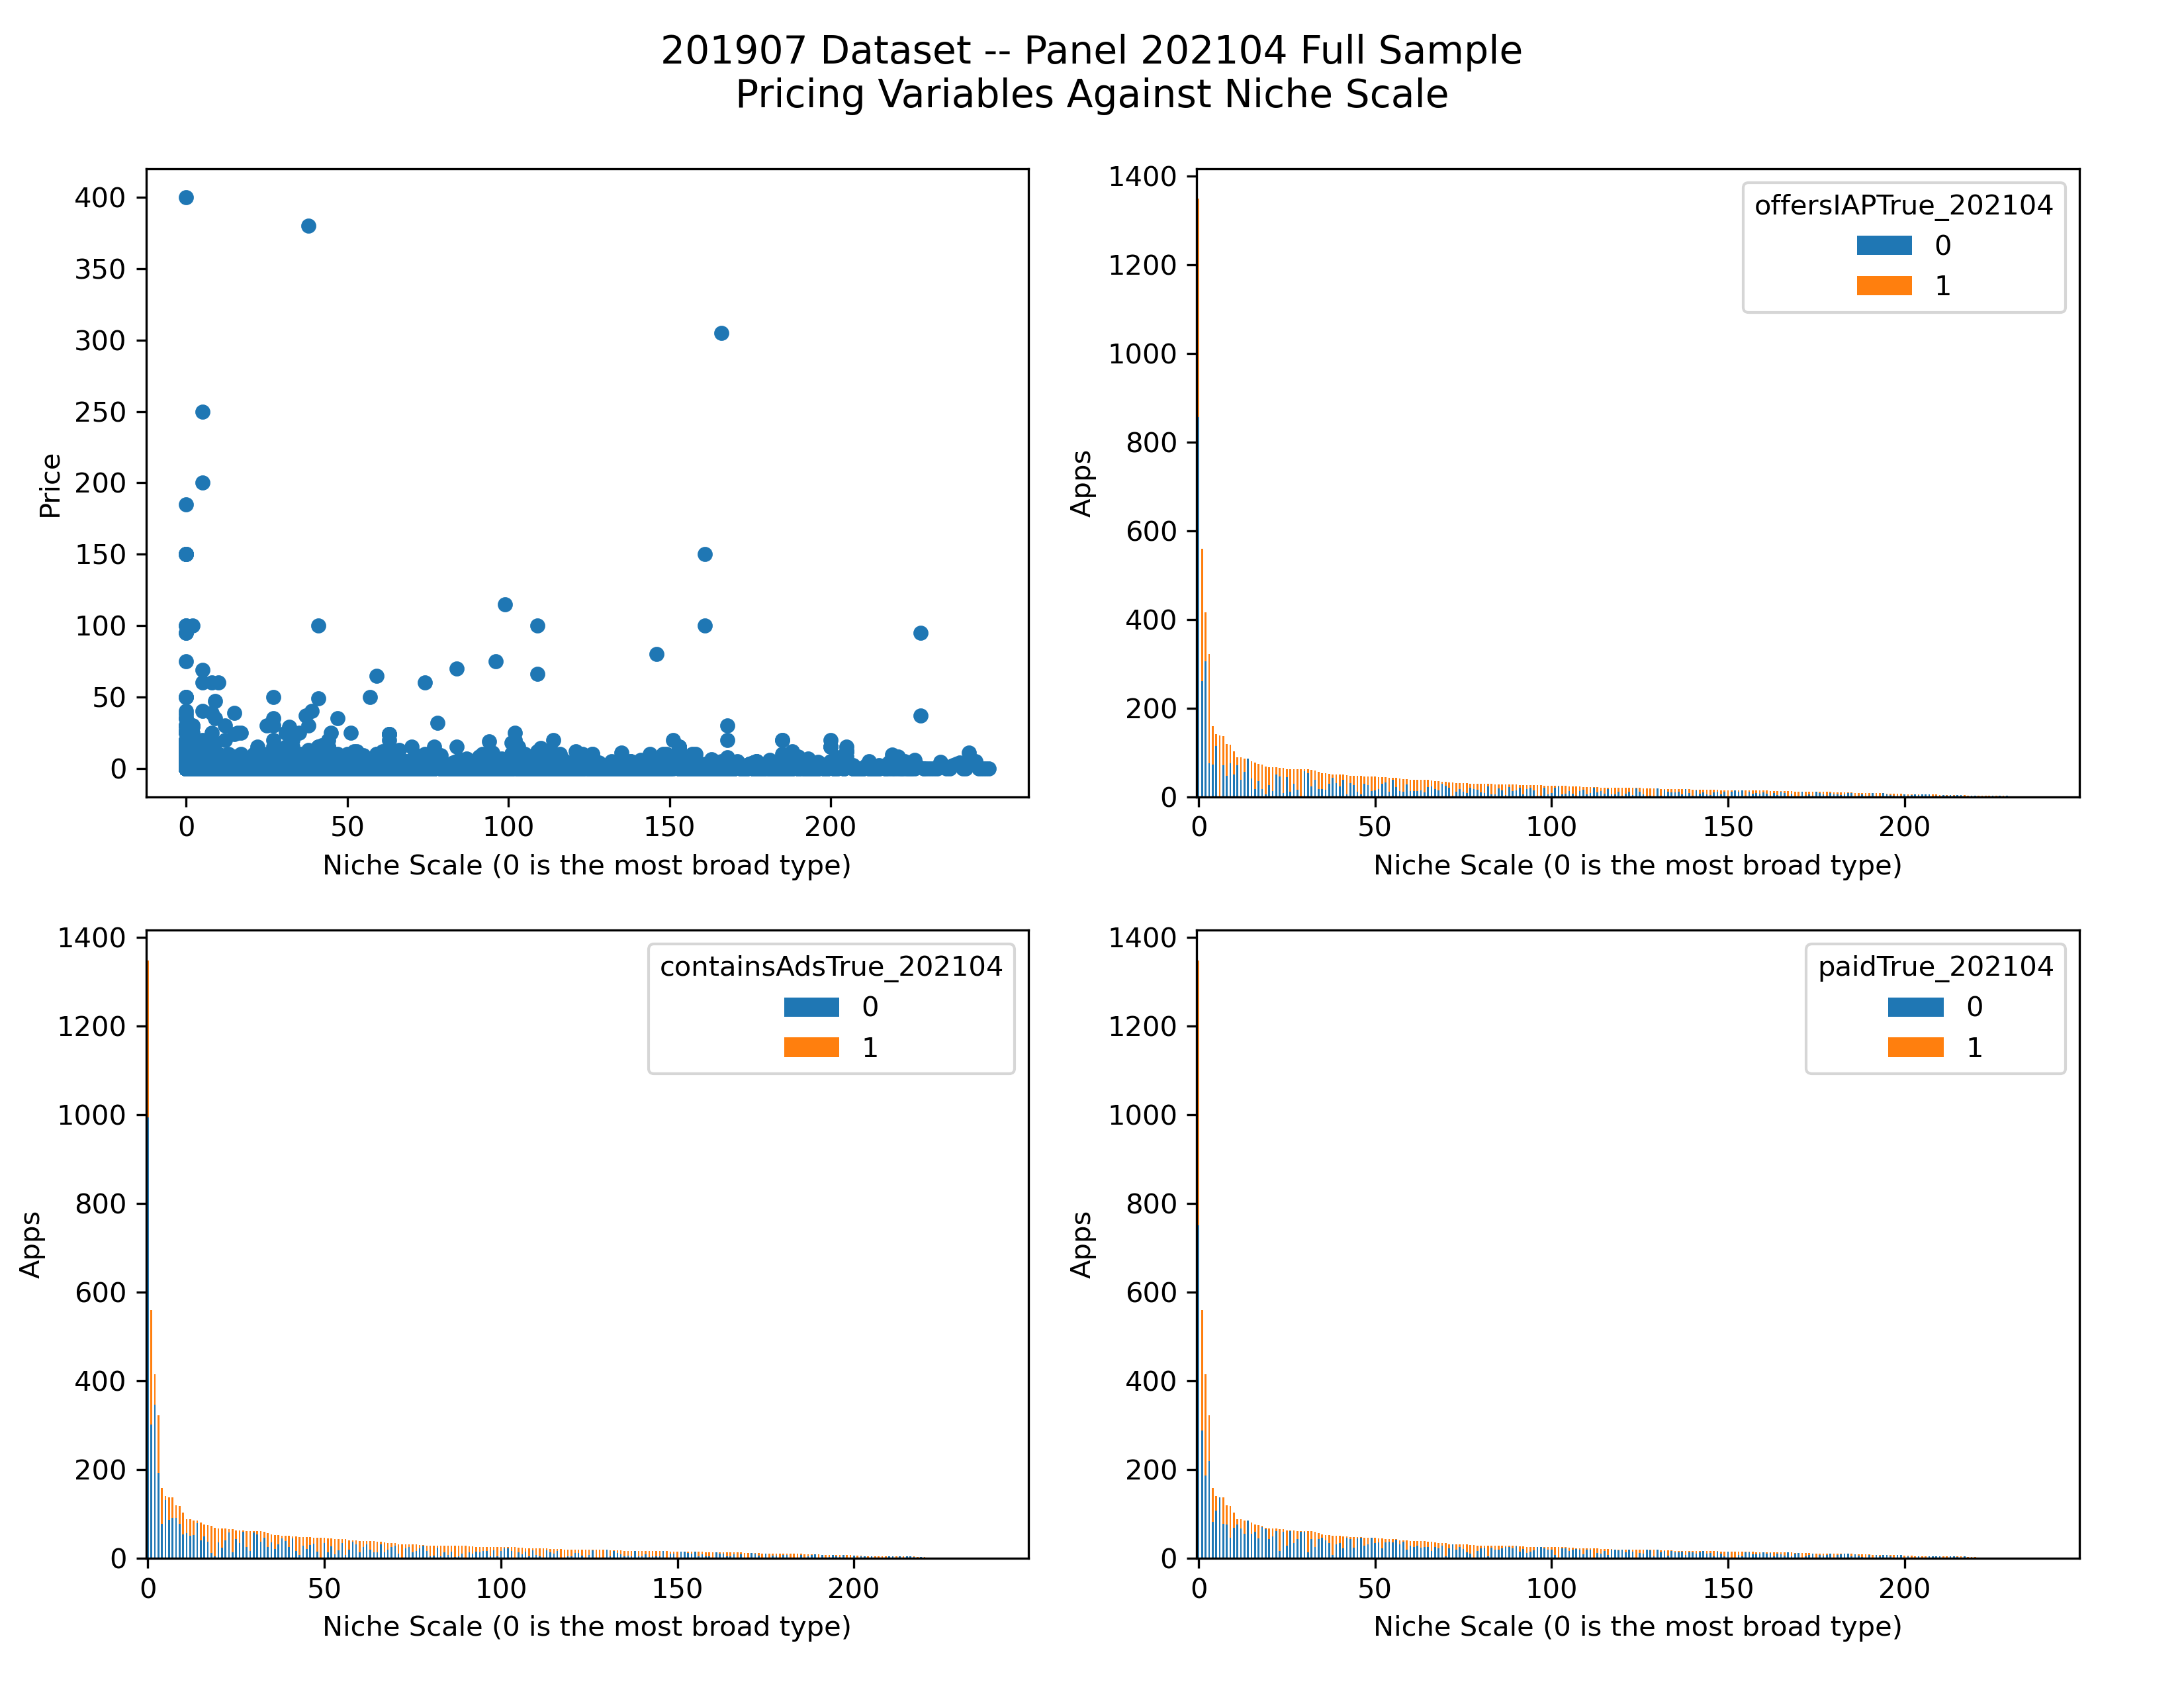 201907 Dataset -- Panel 202104 Full Sample
Pricing Variables Against Niche Scale
400
350
300
250
200
150
100
50
0
Price
0 50 100 150 200
Niche Scale (0 is the most broad type)
1400
1200
1000
800
600
400
200
0
Apps
offersIAPTrue_202104
0
1
0 50 100 150 200
Niche Scale (0 is the most broad type)
1400
1200
1000
800
600
400
200
0
Apps
containsAdsTrue_202104
0
1
0 50 100 150 200
Niche Scale (0 is the most broad type)
1400
1200
1000
800
600
400
200
0
Apps
paidTrue_202104
0
1
0 50 100 150 200
Niche Scale (0 is the most broad type)